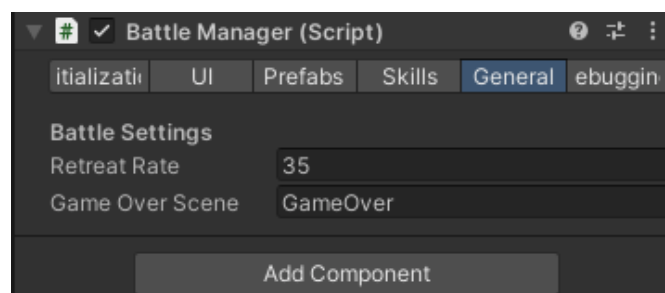 # Battle Manager (Script)
itializatio UI Prefabs Skills General ebuggin
Battle Settings
Retreat Rate 35
Game Over Scene GameOver
Add Component